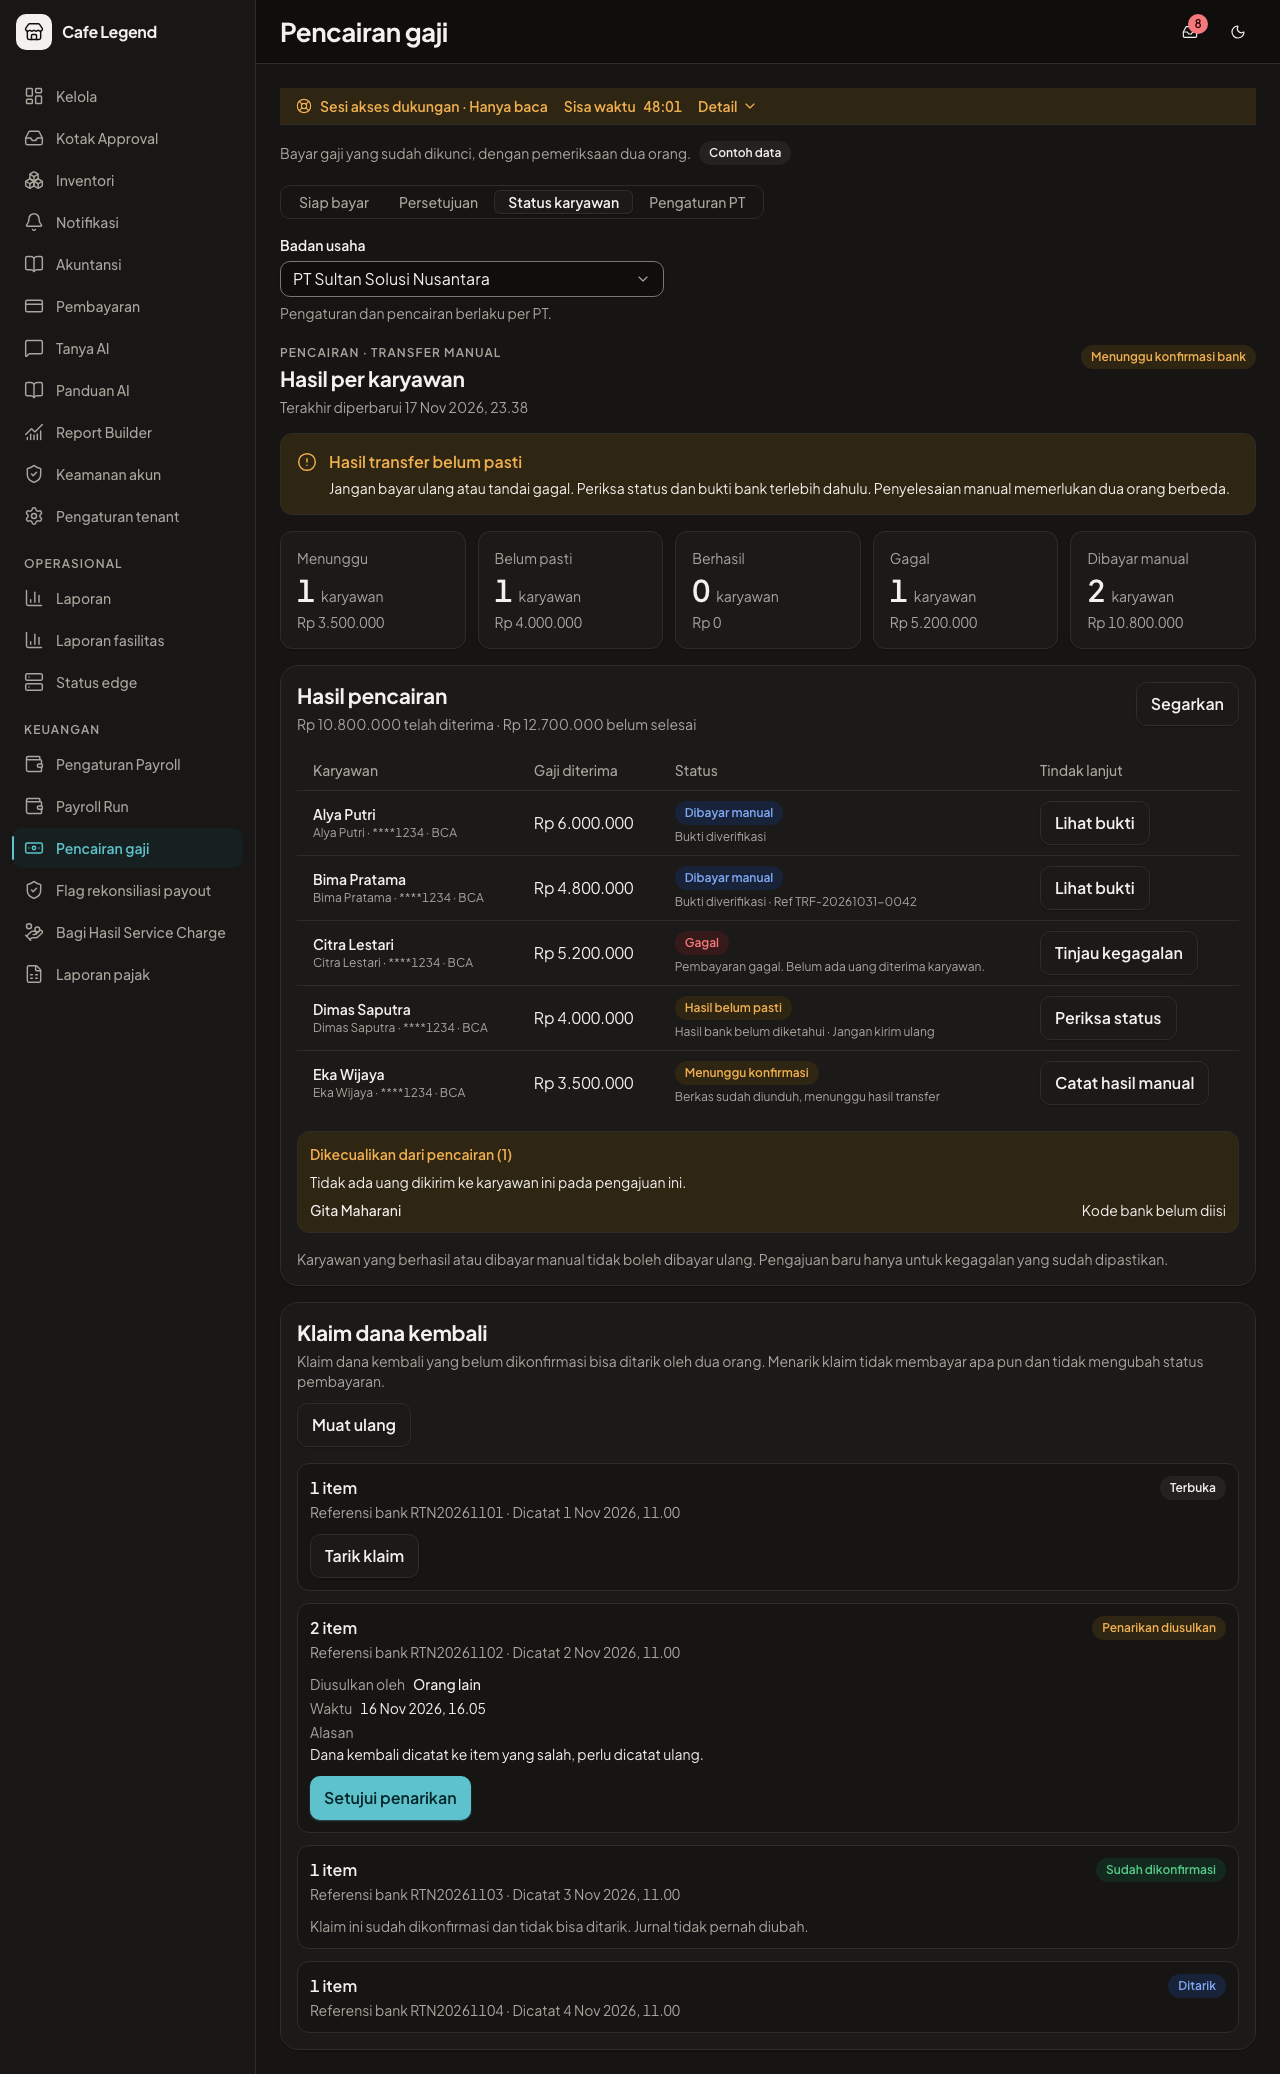 Cafe Legend
Kelola
Kotak Approval
Inventori
Notifikasi
Akuntansi
Pembayaran
Tanya AI
Panduan AI
Report Builder
Keamanan akun
Pengaturan tenant
OPERASIONAL
Laporan
Laporan fasilitas
Status edge
KEUANGAN
Pengaturan Payroll
Payroll Run
Pencairan gaji
Flag rekonsiliasi payout
Bagi Hasil Service Charge
Laporan pajak
Pencairan gaji
8
Sesi akses dukungan · Hanya baca Sisa waktu 48:01 Detail
Bayar gaji yang sudah dikunci, dengan pemeriksaan dua orang. Contoh data
Siap bayar Persetujuan Status karyawan Pengaturan PT
Badan usaha
PT Sultan Solusi Nusantara
Pengaturan dan pencairan berlaku per PT.
PENCAIRAN · TRANSFER MANUAL
Menunggu konfirmasi bank
Hasil per karyawan
Terakhir diperbarui 17 Nov 2026, 23.38
Hasil transfer belum pasti
Jangan bayar ulang atau tandai gagal. Periksa status dan bukti bank terlebih dahulu. Penyelesaian manual memerlukan dua orang berbeda.
Menunggu
1 karyawan
Rp 3.500.000
Belum pasti
1 karyawan
Rp 4.000.000
Berhasil
0 karyawan
Rp 0
Gagal
1 karyawan
Rp 5.200.000
Dibayar manual
2 karyawan
Rp 10.800.000
Hasil pencairan
Rp 10.800.000 telah diterima · Rp 12.700.000 belum selesai
Segarkan
Karyawan Gaji diterima Status Tindak lanjut
Alya Putri
Alya Putri · ****1234 · BCA
Rp 6.000.000
Dibayar manual
Bukti diverifikasi
Lihat bukti
Bima Pratama
Bima Pratama · ****1234 · BCA
Rp 4.800.000
Dibayar manual
Bukti diverifikasi · Ref TRF-20261031-0042
Lihat bukti
Citra Lestari
Citra Lestari · ****1234 · BCA
Rp 5.200.000
Gagal
Pembayaran gagal. Belum ada uang diterima karyawan.
Tinjau kegagalan
Dimas Saputra
Dimas Saputra · ****1234 · BCA
Rp 4.000.000
Hasil belum pasti
Hasil bank belum diketahui · Jangan kirim ulang
Periksa status
Eka Wijaya
Eka Wijaya · ****1234 · BCA
Rp 3.500.000
Menunggu konfirmasi
Berkas sudah diunduh, menunggu hasil transfer
Catat hasil manual
Dikecualikan dari pencairan (1)
Tidak ada uang dikirim ke karyawan ini pada pengajuan ini.
Gita Maharani Kode bank belum diisi
Karyawan yang berhasil atau dibayar manual tidak boleh dibayar ulang. Pengajuan baru hanya untuk kegagalan yang sudah dipastikan.
Klaim dana kembali
Klaim dana kembali yang belum dikonfirmasi bisa ditarik oleh dua orang. Menarik klaim tidak membayar apa pun dan tidak mengubah status
pembayaran.
Muat ulang
1 item
Terbuka
Referensi bank RTN20261101 · Dicatat 1 Nov 2026, 11.00
Tarik klaim
2 item
Penarikan diusulkan
Referensi bank RTN20261102 · Dicatat 2 Nov 2026, 11.00
Diusulkan oleh Orang lain
Waktu 16 Nov 2026, 16.05
Alasan
Dana kembali dicatat ke item yang salah, perlu dicatat ulang.
Setujui penarikan
1 item
Sudah dikonfirmasi
Referensi bank RTN20261103 · Dicatat 3 Nov 2026, 11.00
Klaim ini sudah dikonfirmasi dan tidak bisa ditarik. Jurnal tidak pernah diubah.
1 item
Ditarik
Referensi bank RTN20261104 · Dicatat 4 Nov 2026, 11.00